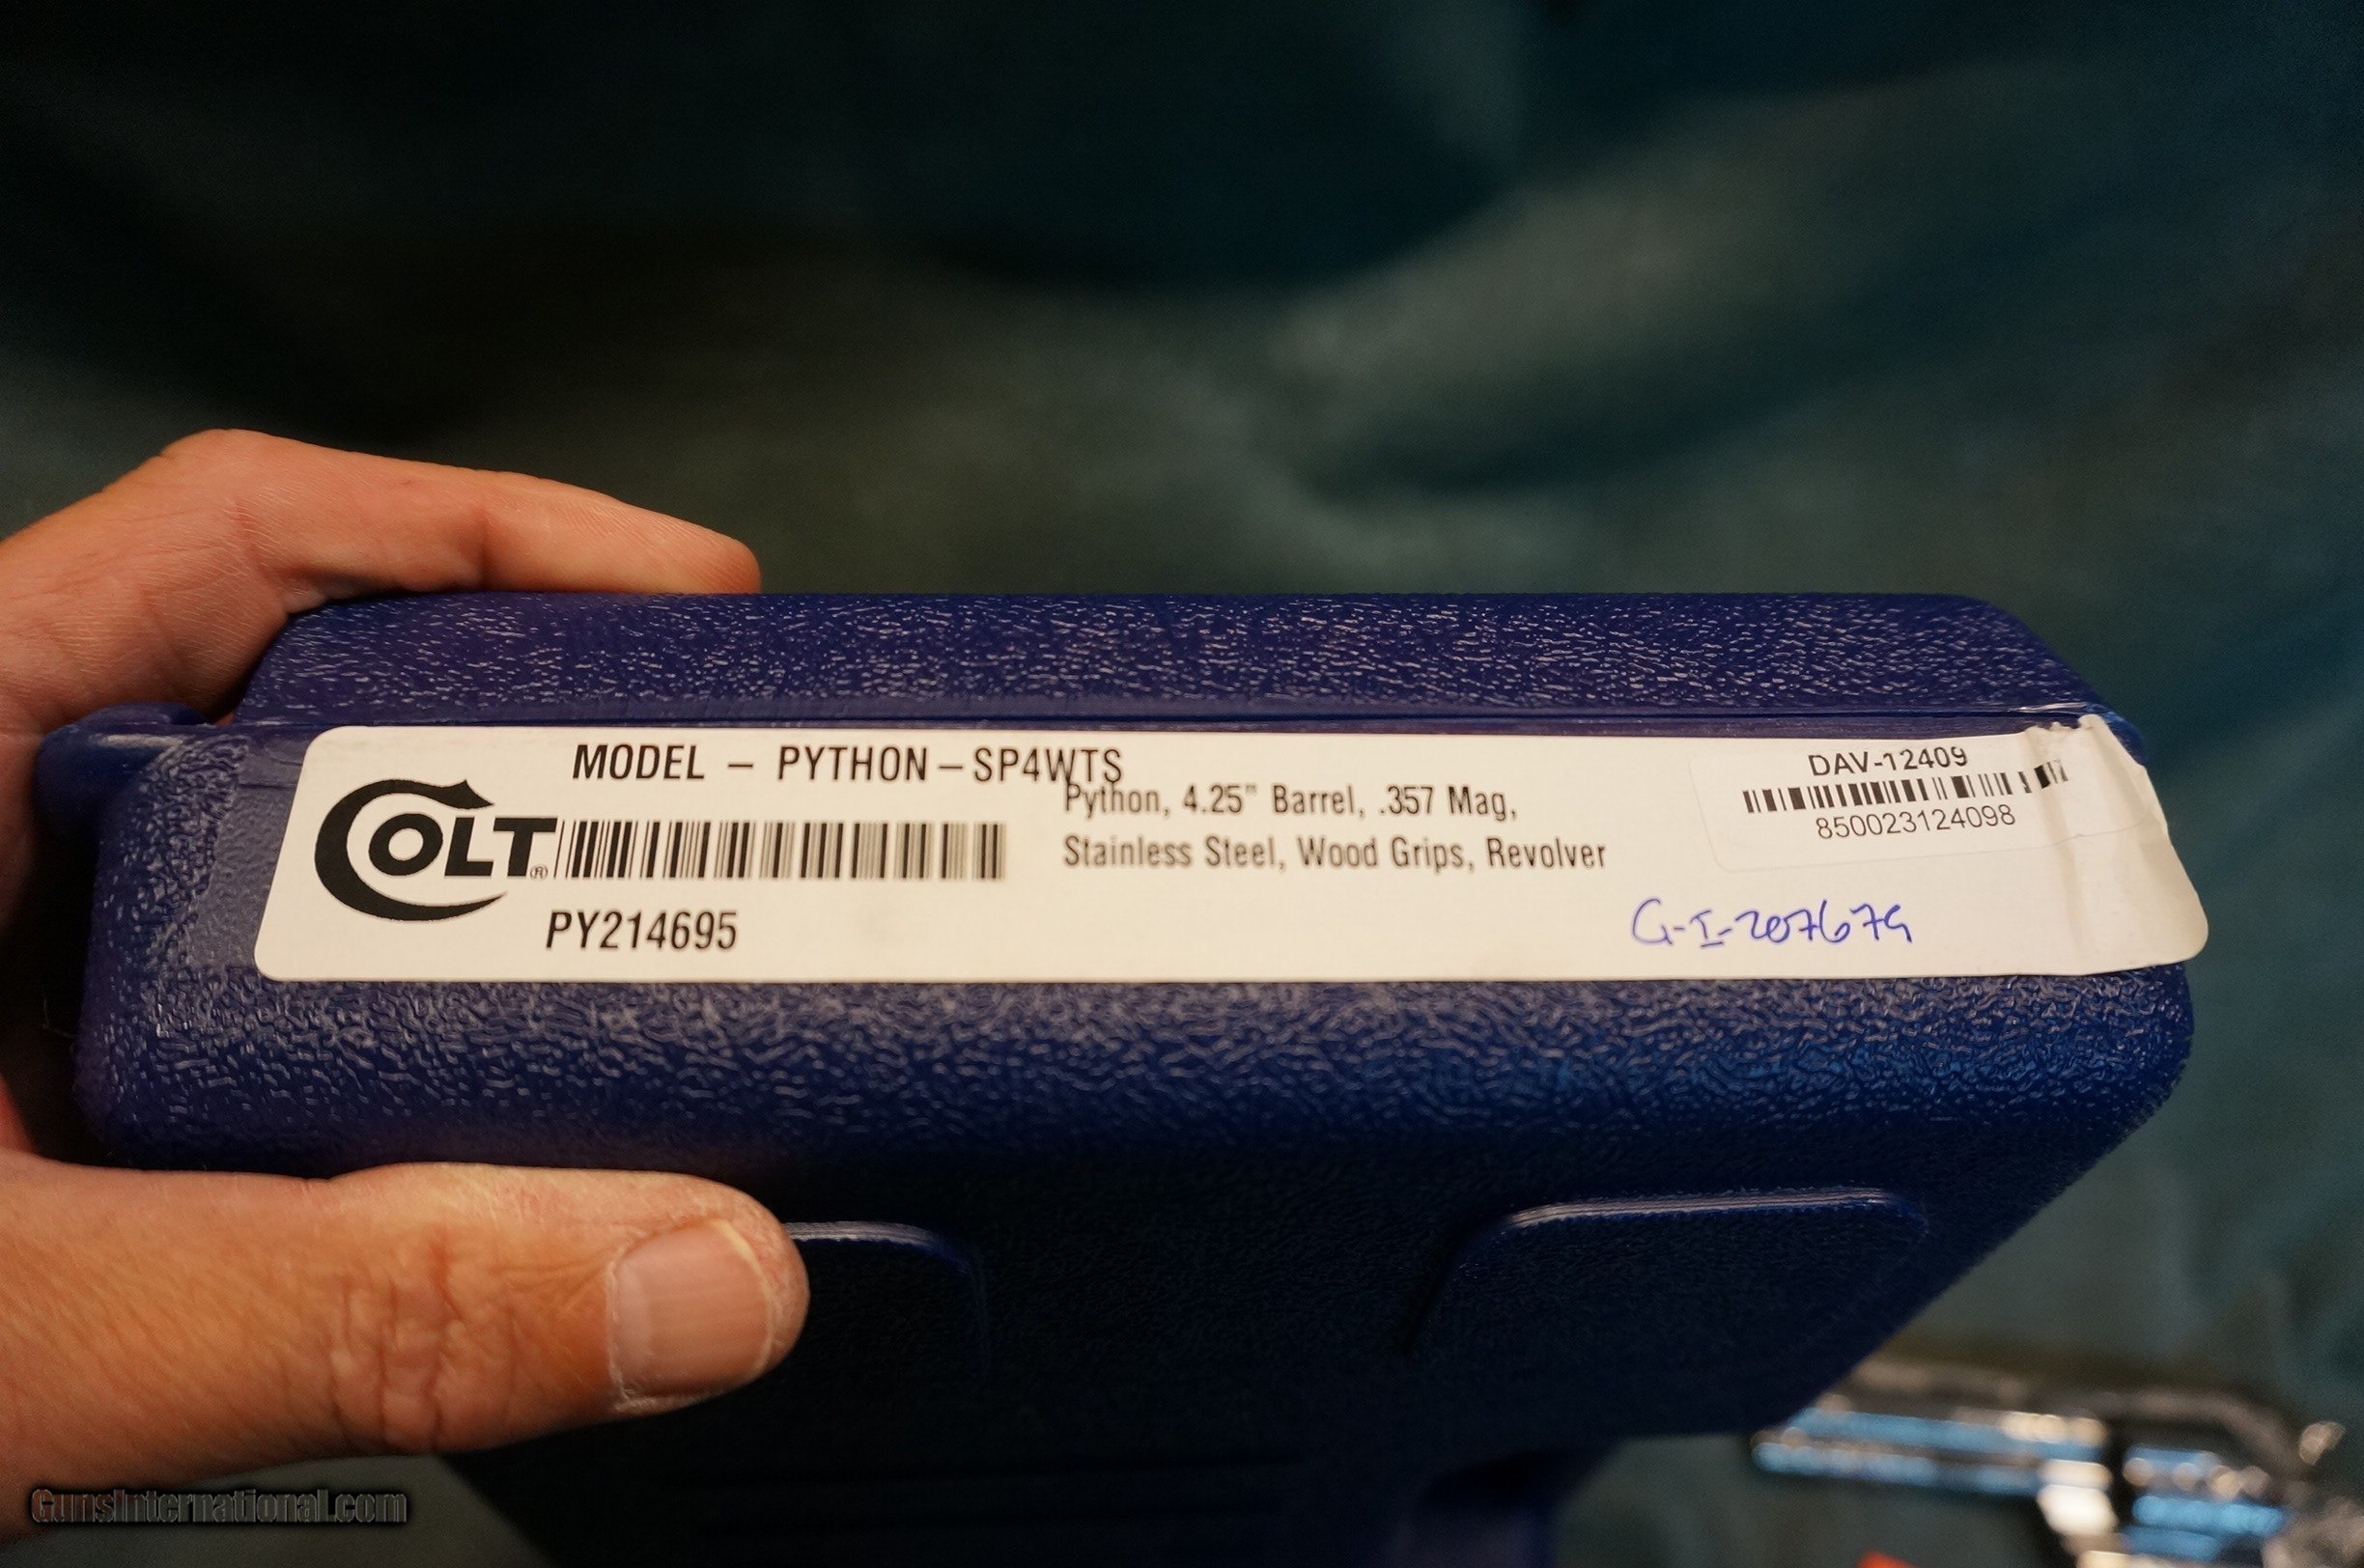 MODEL – PYTHON – SP4WTS
COLT®
Python, 4.25" Barrel, .357 Mag,
Stainless Steel, Wood Grips, Revolver
PY214695
DAV-12409
850023124098
G-I-207679
GunsInternational.com